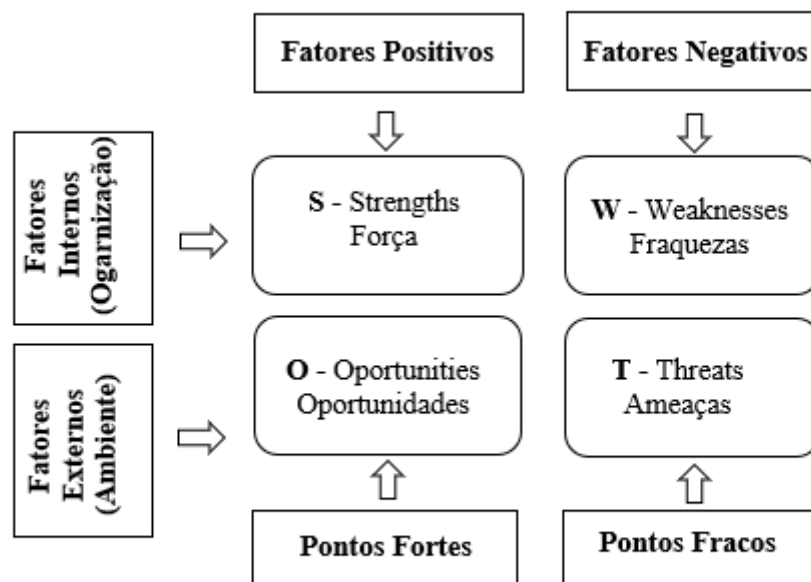 Fatores Positivos
Fatores Negativos
Fatores
Internos
(Ogarnização)
S - Strengths
Força
W - Weaknesses
Fraquezas
Fatores
Externos
(Ambiente)
O - Oportunities
Oportunidades
T - Threats
Ameaças
Pontos Fortes
Pontos Fracos